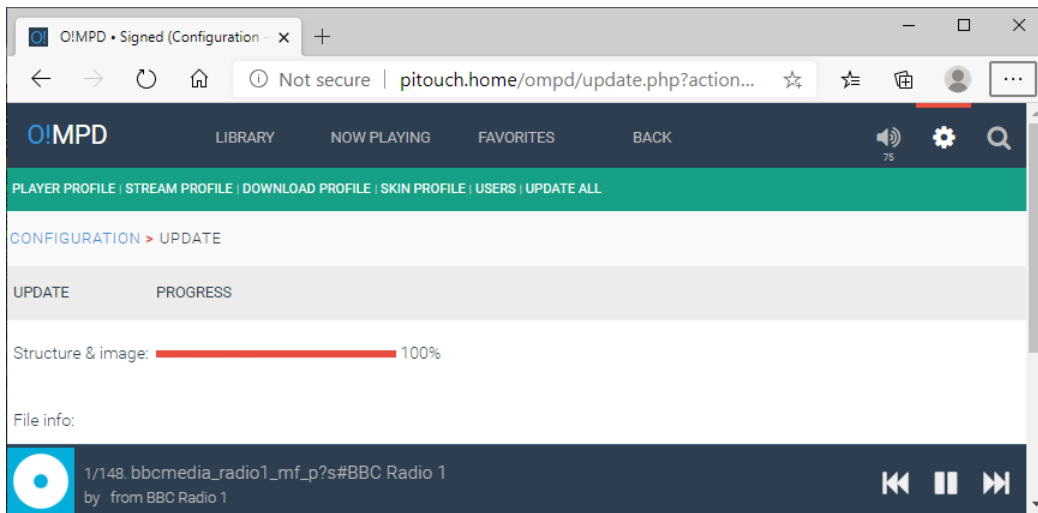 O! O!MPD • Signed (Configuration -
Not secure | pitouch.home/ompd/update.php?action...
O!MPD LIBRARY NOW PLAYING FAVORITES BACK 75
PLAYER PROFILE | STREAM PROFILE | DOWNLOAD PROFILE | SKIN PROFILE | USERS | UPDATE ALL
CONFIGURATION > UPDATE
UPDATE PROGRESS
Structure & image: 100%
File info:
1/148. bbcmedia_radio1_mf_p?s#BBC Radio 1
by from BBC Radio 1